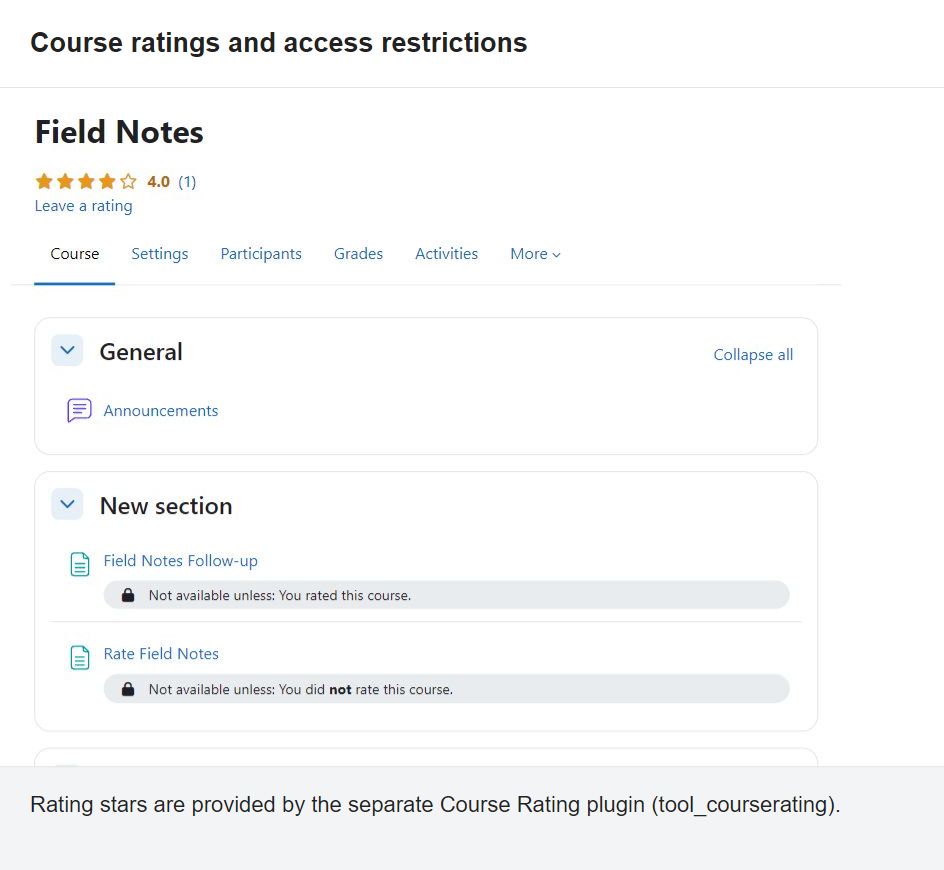 Course ratings and access restrictions
Field Notes
4.0 (1)
Leave a rating
Course Settings Participants Grades Activities More
General
Collapse all
Announcements
New section
Field Notes Follow-up
Not available unless: You rated this course.
Rate Field Notes
Not available unless: You did not rate this course.
Rating stars are provided by the separate Course Rating plugin (tool_courserating).